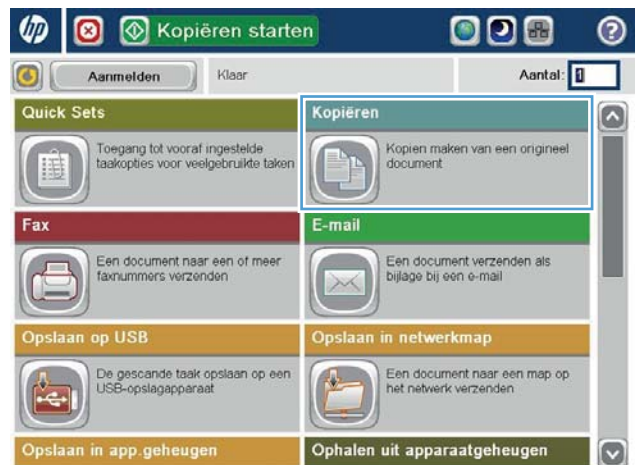 hp
Kopiëren starten
?
Aanmelden
Klaar
Aantal: 1
Quick Sets
Toegang tot vooraf ingestelde
taakopties voor veelgebruikte taken
Kopiëren
Kopien maken van een origineel
document
Fax
Een document naar een of meer
faxnummers verzenden
E-mail
Een document verzenden als
bijlage bij een e-mail
Opslaan op USB
De gescande taak opslaan op een
USB-opslagapparaat
Opslaan in netwerkmap
Een document naar een map op
het netwerk verzenden
Opslaan in app.geheugen
Ophalen uit apparaatgeheugen